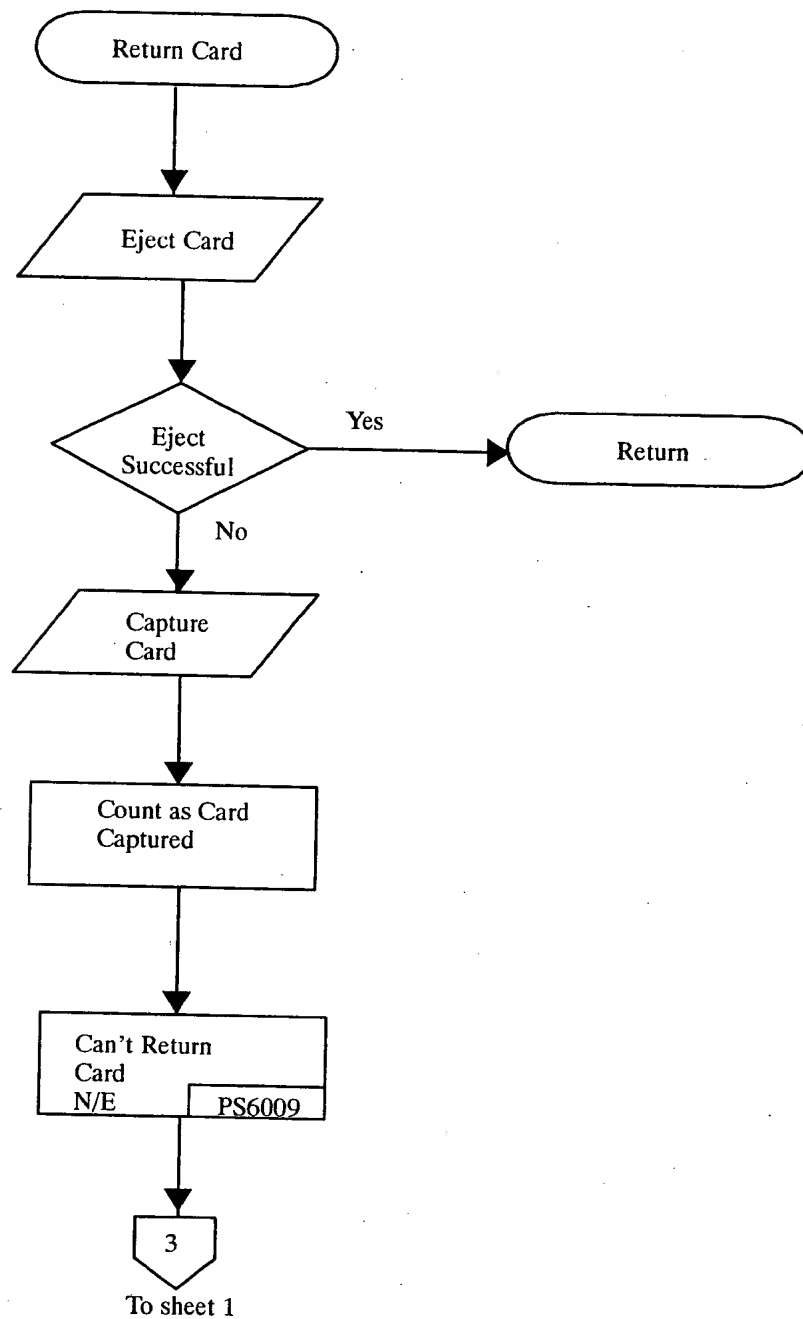 Return Card
Eject Card
Eject
Successful
Yes
Return
No
Capture
Card
Count as Card
Captured
Can't Return
Card
N/E
PS6009
3
To sheet 1